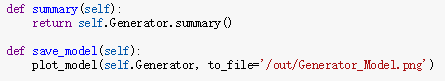 def summary(self):
    return self.Generator.summary()
def save_model(self):
    plot_model(self.Generator, to_file='/out/Generator_Model.png')